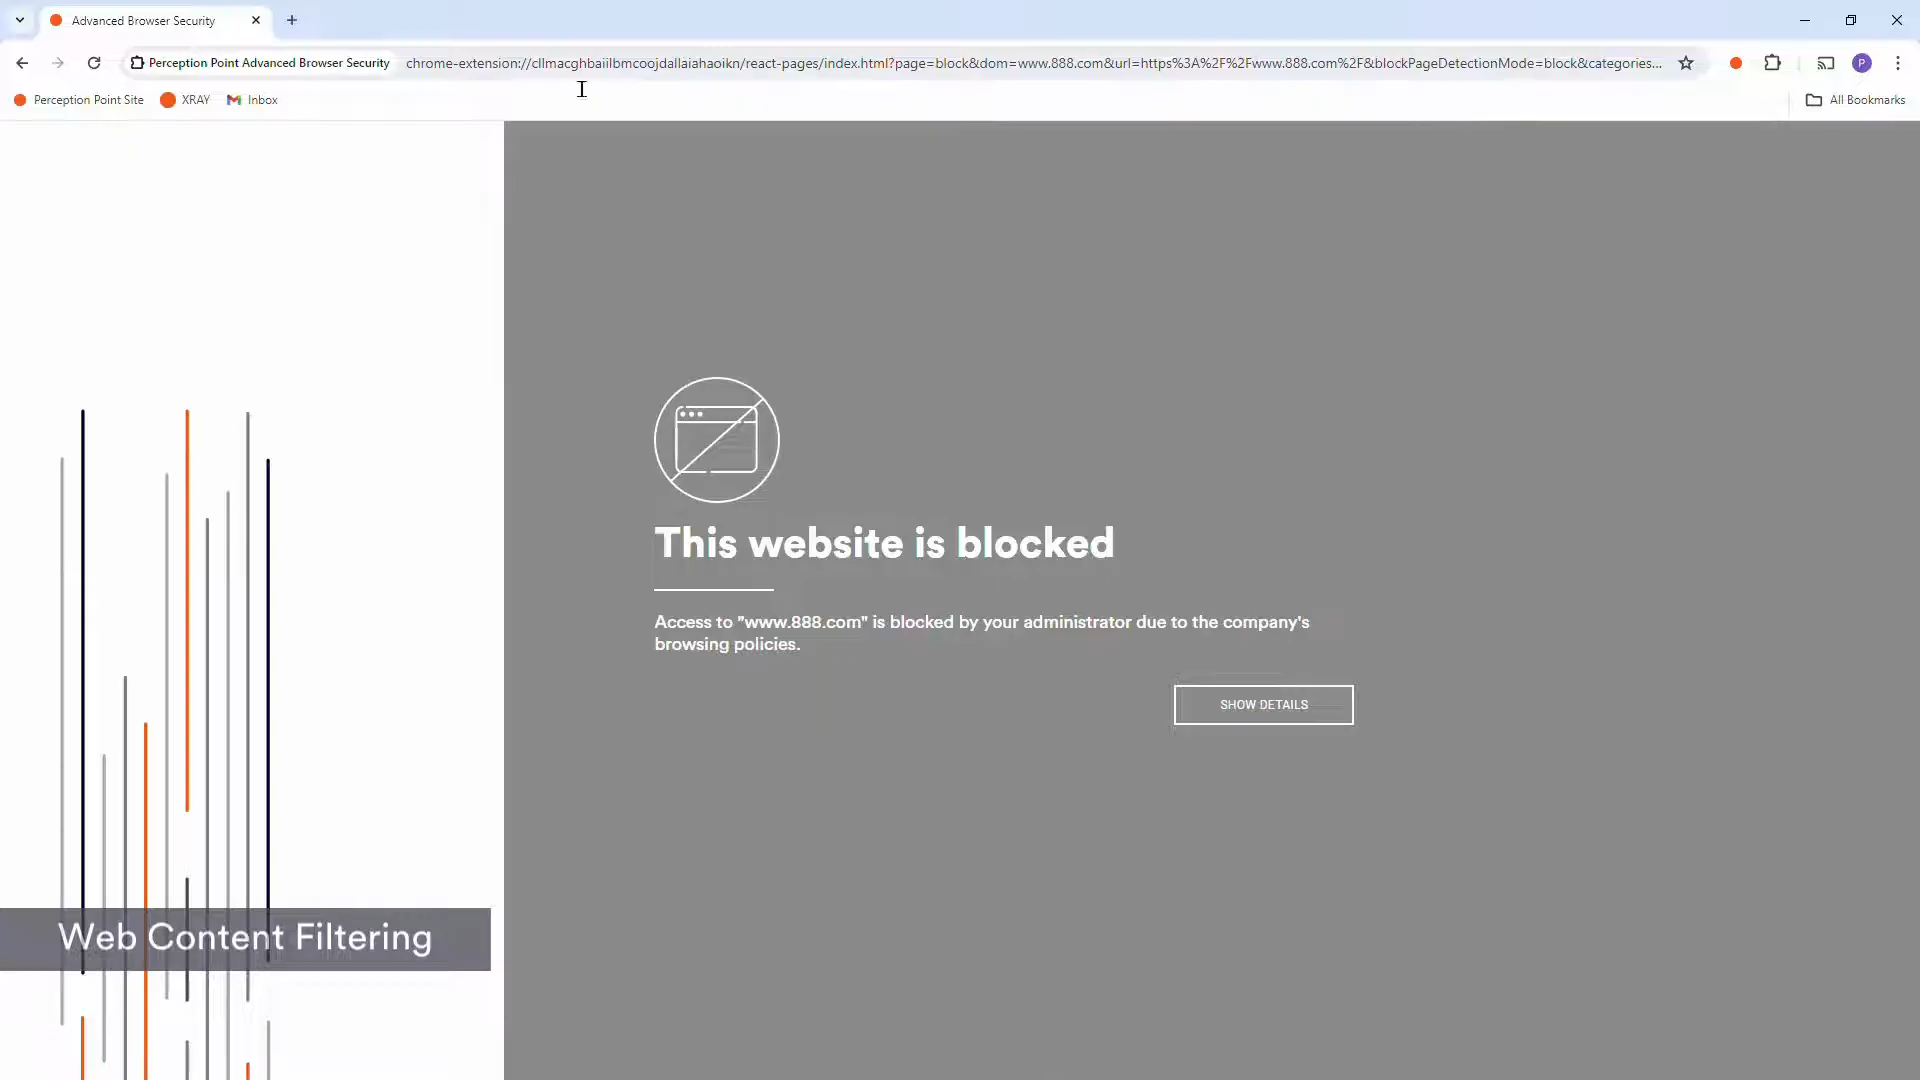 Advanced Browser Security
Perception Point Advanced Browser Security
chrome-extension://cllmacghbaiilbmcoojdallaiahaoikn/react-pages/index.html?page=block&dom=www.888.com&url=https%3A%2F%2Fwww.888.com%2F&blockPageDetectionMode=block&categories...
P
Perception Point Site
XRAY
Inbox
All Bookmarks
This website is blocked
Access to "www.888.com" is blocked by your administrator due to the company's
browsing policies.
SHOW DETAILS
Web Content Filtering